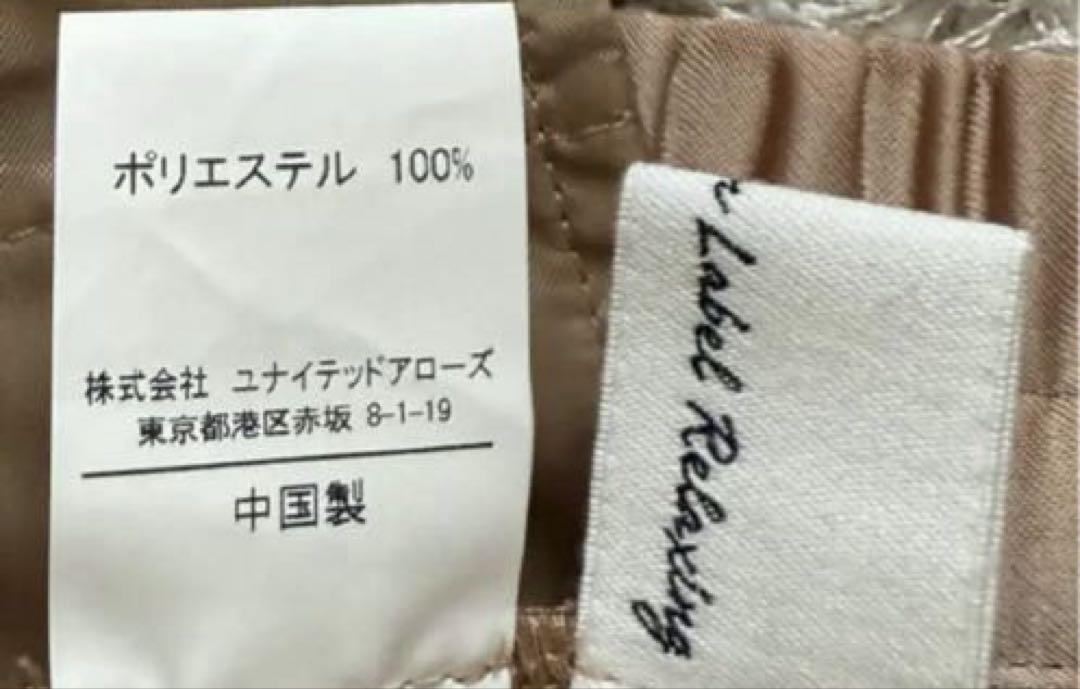 ポリエステル 100%
株式会社 ユナイテッドアローズ
東京都港区赤坂 8-1-19
中国製
Label Relaxing